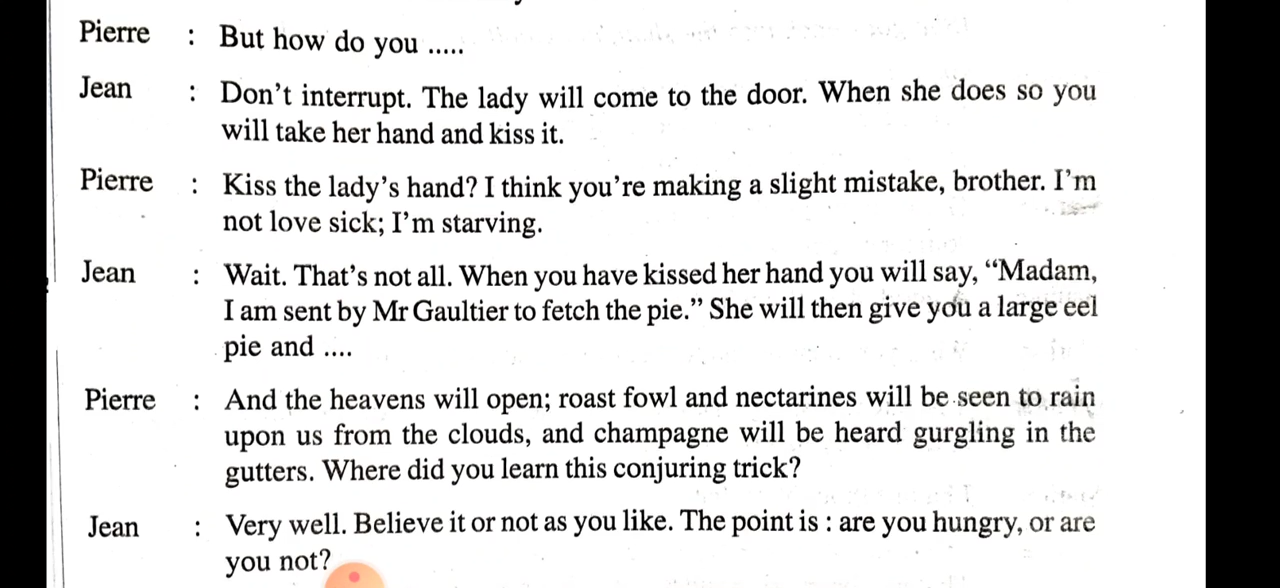 Pierre : But how do you .....
Jean : Don't interrupt. The lady will come to the door. When she does so you
will take her hand and kiss it.
Pierre : Kiss the lady's hand? I think you're making a slight mistake, brother. I'm
not love sick; I'm starving.
Jean : Wait. That's not all. When you have kissed her hand you will say, “Madam,
I am sent by Mr Gaultier to fetch the pie.” She will then give you a large eel
pie and ....
Pierre : And the heavens will open; roast fowl and nectarines will be seen to rain
upon us from the clouds, and champagne will be heard gurgling in the
gutters. Where did you learn this conjuring trick?
Jean : Very well. Believe it or not as you like. The point is : are you hungry, or are
you not?